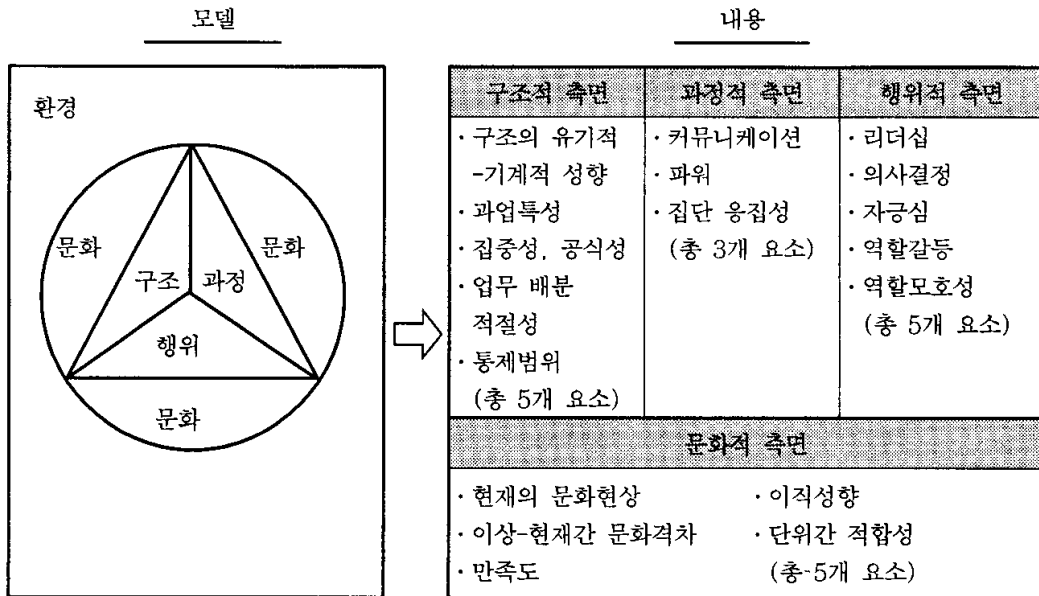 모델
내용
환경
문화
문화
구조
과정
행위
문화
구조적 측면
· 구조의 유기적
-기계적 성향
· 과업특성
· 집중성, 공식성
· 업무 배분
적절성
· 통제범위
(총 5개 요소)
과정적 측면
· 커뮤니케이션
· 파워
· 집단 응집성
(총 3개 요소)
행위적 측면
· 리더십
· 의사결정
· 자긍심
· 역할갈등
· 역할모호성
(총 5개 요소)
문화적 측면
· 현재의 문화현상
· 이상-현재간 문화격차
· 만족도
· 이직성향
· 단위간 적합성
(총·5개 요소)